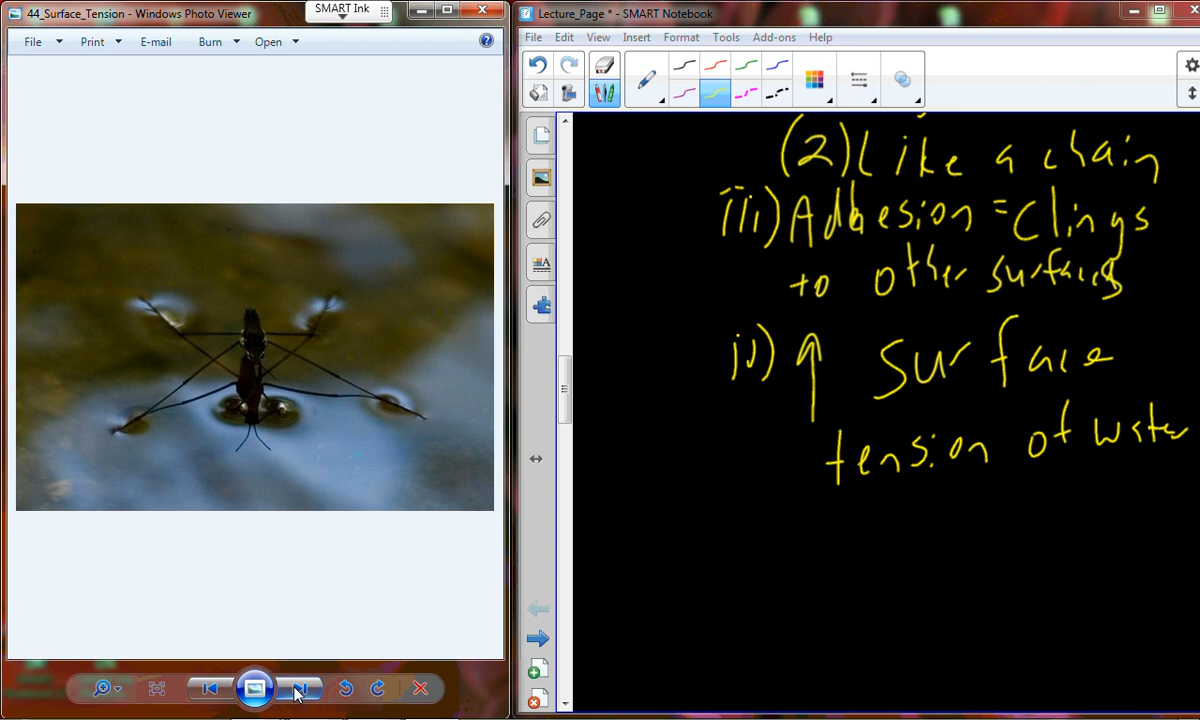 44_Surface_Tension - Windows Photo Viewer
SMART Ink
File Print E-mail Burn Open
Lecture_Page * - SMART Notebook
File Edit View Insert Format Tools Add-ons Help
(2) Like a chain
iii) Adhesion = Clings
to other surfaces
iv) ↑ Surface
tension of water